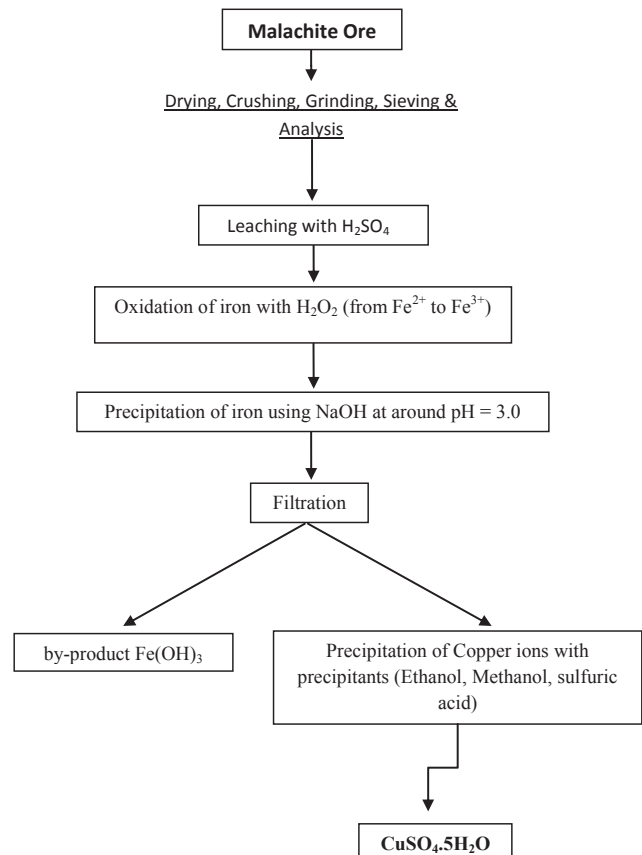 Malachite Ore
Drying, Crushing, Grinding, Sieving &
Analysis
Leaching with H₂SO₄
Oxidation of iron with H₂O₂ (from Fe²⁺ to Fe³⁺)
Precipitation of iron using NaOH at around pH = 3.0
Filtration
by-product Fe(OH)₃
Precipitation of Copper ions with
precipitants (Ethanol, Methanol, sulfuric
acid)
CuSO₄.5H₂O